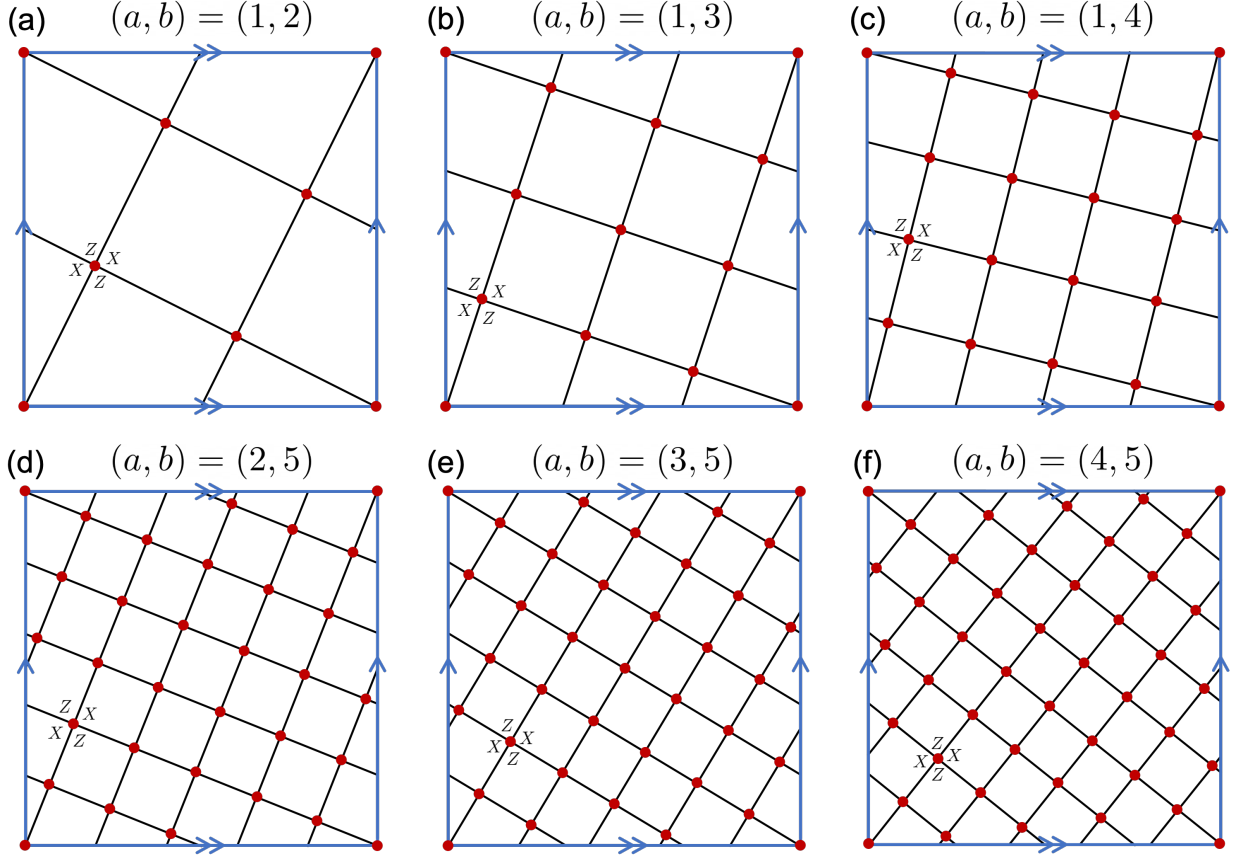 (a) (a, b) = (1, 2)
(b) (a, b) = (1, 3)
(c) (a, b) = (1, 4)
Z X
X Z
Z X
X Z
Z X
X Z
(d) (a, b) = (2, 5)
(e) (a, b) = (3, 5)
(f) (a, b) = (4, 5)
Z X
X Z
Z X
X Z
Z X
X Z